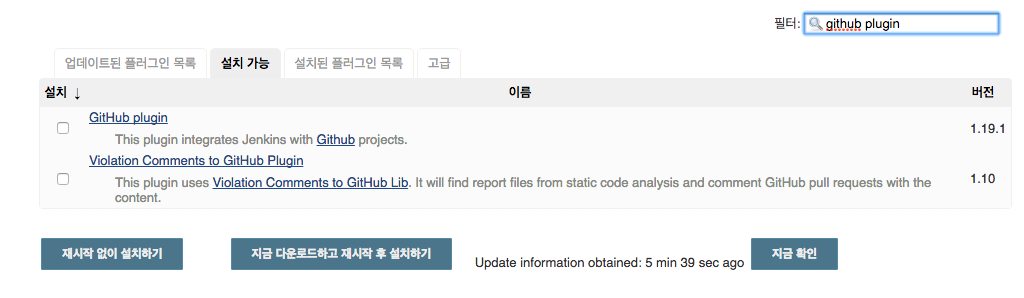 필터: github plugin
업데이트된 플러그인 목록 설치 가능 설치된 플러그인 목록 고급
설치 ↓ 이름 버전
GitHub plugin
This plugin integrates Jenkins with Github projects.
1.19.1
Violation Comments to GitHub Plugin
This plugin uses Violation Comments to GitHub Lib. It will find report files from static code analysis and comment GitHub pull requests with the
content.
1.10
재시작 없이 설치하기 지금 다운로드하고 재시작 후 설치하기 Update information obtained: 5 min 39 sec ago 지금 확인